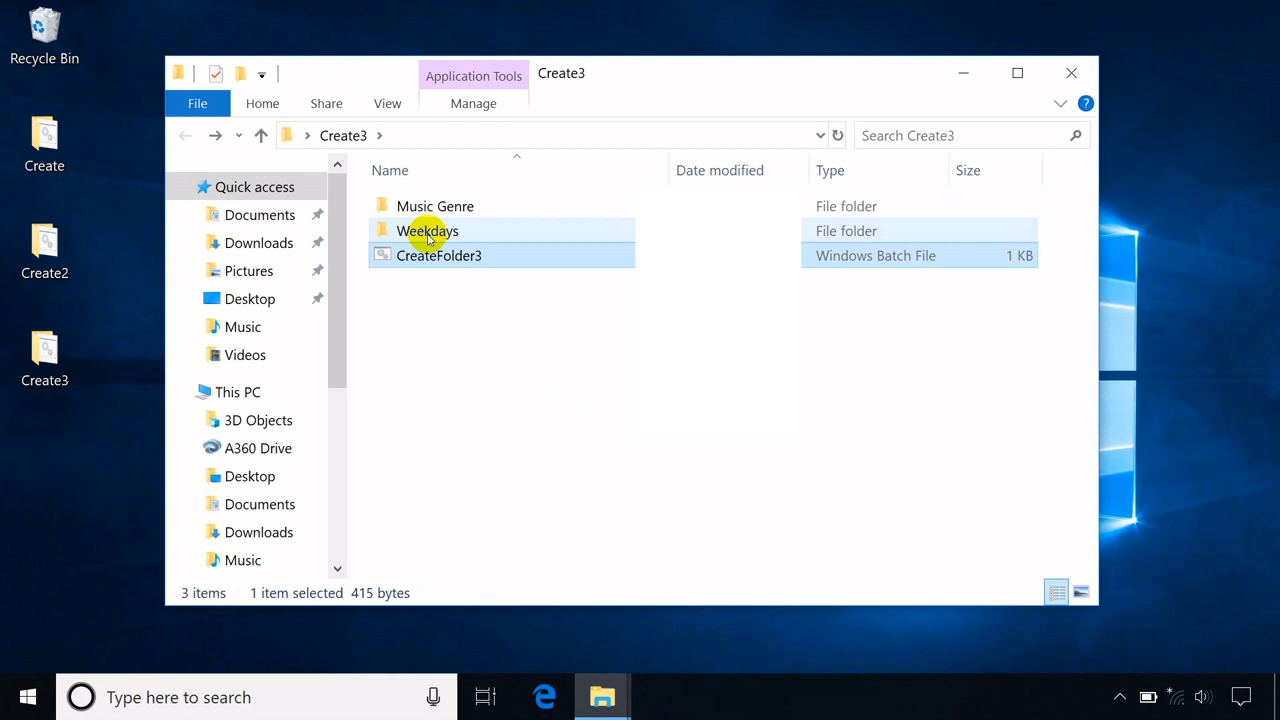 Recycle Bin
Create
Create2
Create3
Application Tools
Create3
File
Home
Share
View
Manage
?
Create3
Search Create3
Quick access
Documents
Downloads
Pictures
Desktop
Music
Videos
This PC
3D Objects
A360 Drive
Desktop
Documents
Downloads
Music
Name
Date modified
Type
Size
Music Genre
File folder
Weekdays
File folder
CreateFolder3
Windows Batch File
1 KB
3 items
1 item selected 415 bytes
Type here to search